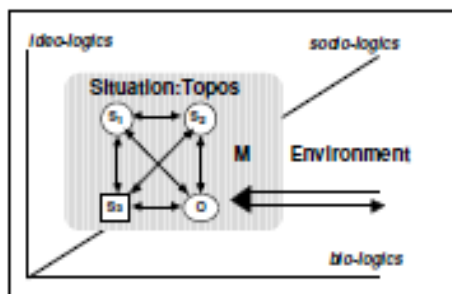 ideo-logics
socio-logics
Situation:Topos
S₁
S₂
M Environment
S₃
O
bio-logics